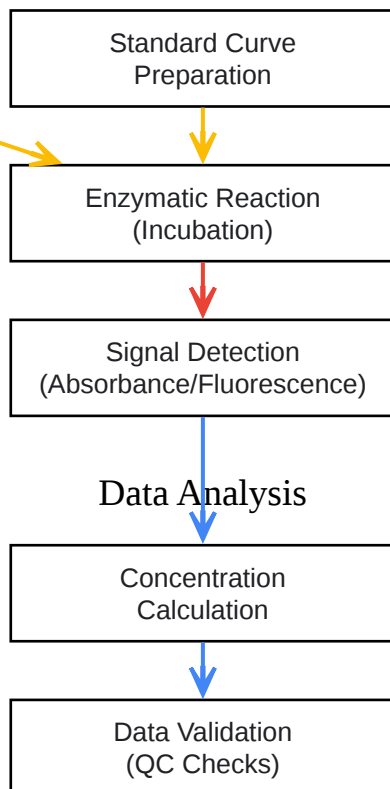 Standard Curve
Preparation
Enzymatic Reaction
(Incubation)
Signal Detection
(Absorbance/Fluorescence)
Data Analysis
Concentration
Calculation
Data Validation
(QC Checks)